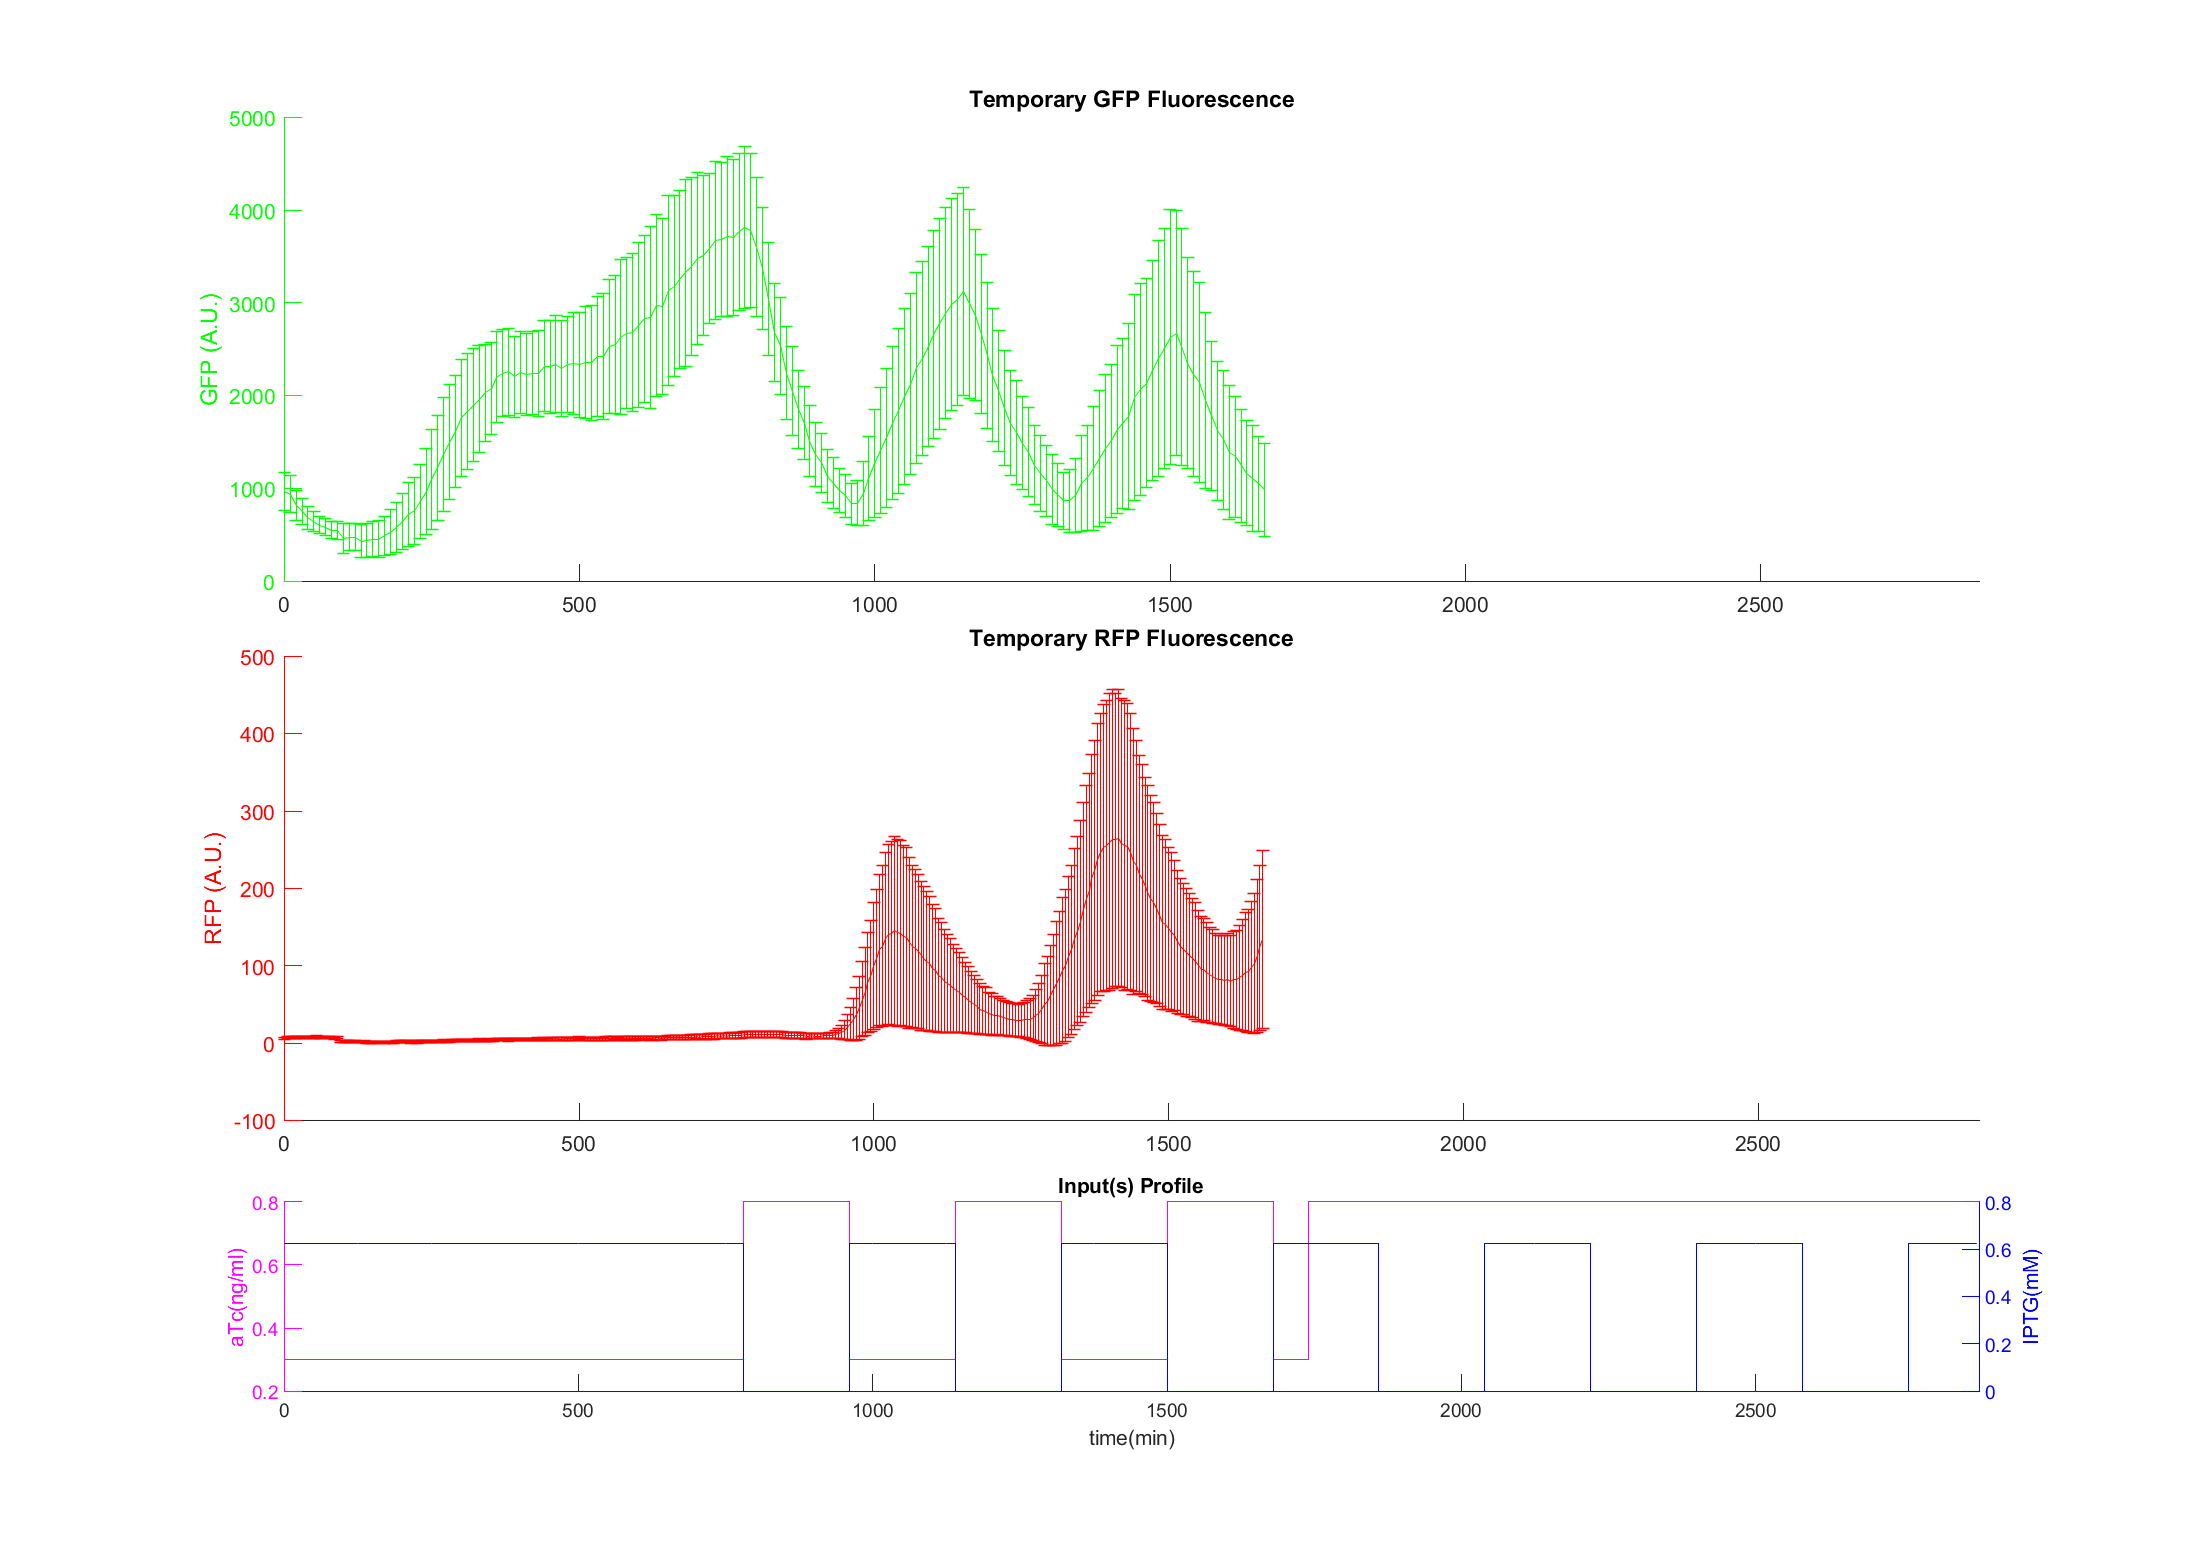 Temporary GFP Fluorescence
GFP (A.U.)
5000
4000
3000
2000
1000
0
0 500 1000 1500 2000 2500
Temporary RFP Fluorescence
RFP (A.U.)
500
400
300
200
100
0
-100
0 500 1000 1500 2000 2500
Input(s) Profile
aTc(ng/ml)
0.8
0.6
0.4
0.2
IPTG(mM)
0.8
0.6
0.4
0.2
0
0 500 1000 1500 2000 2500
time(min)